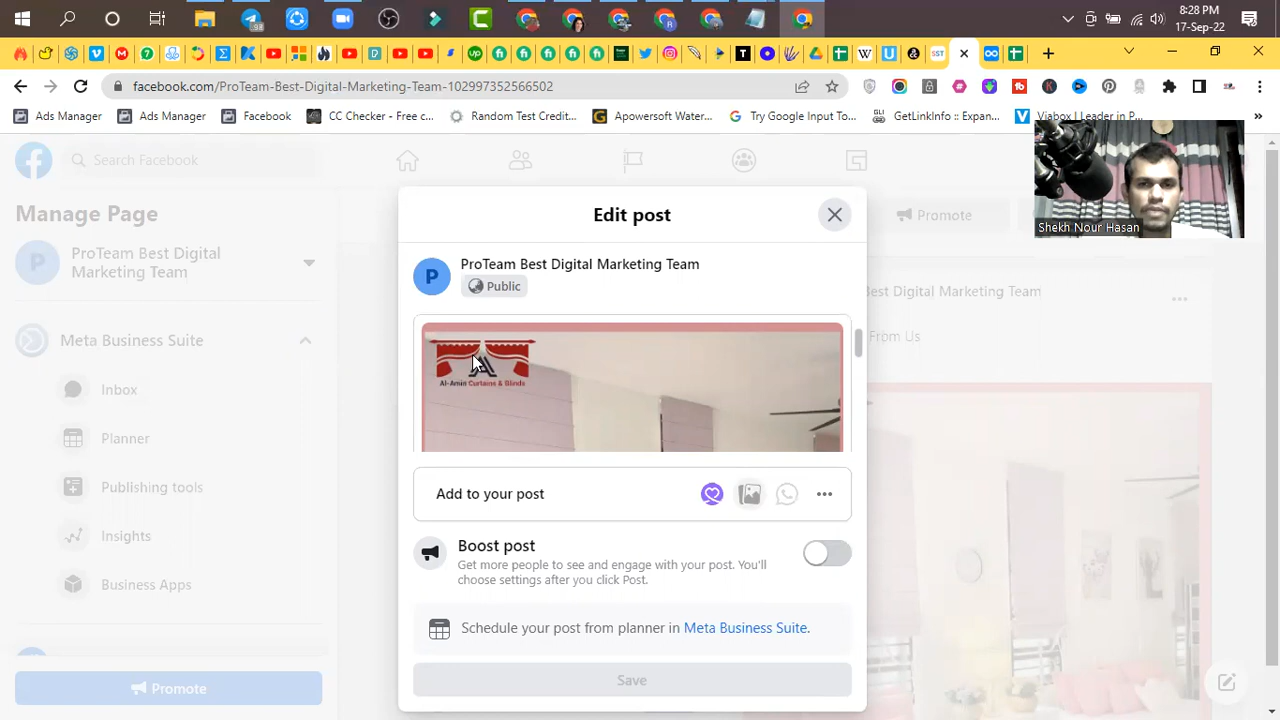 93
8:28 PM
17-Sep-22
facebook.com/ProTeam-Best-Digital-Marketing-Team-102997352566502
Ads Manager
Ads Manager
Facebook
CC Checker - Free c...
Random Test Credit...
Apowersoft Water...
Try Google Input To...
GetLinkInfo :: Expan...
Viabox | Leader in P...
Search Facebook
Shekh Nour Hasan
Manage Page
ProTeam Best Digital
Marketing Team
Meta Business Suite
Inbox
Planner
Publishing tools
Insights
Business Apps
Promote
Edit post
P
ProTeam Best Digital Marketing Team
Public
Al-Amin Curtains & Blinds
Add to your post
Boost post
Get more people to see and engage with your post. You'll
choose settings after you click Post.
Schedule your post from planner in Meta Business Suite.
Save
Promote
Best Digital Marketing Team
From Us